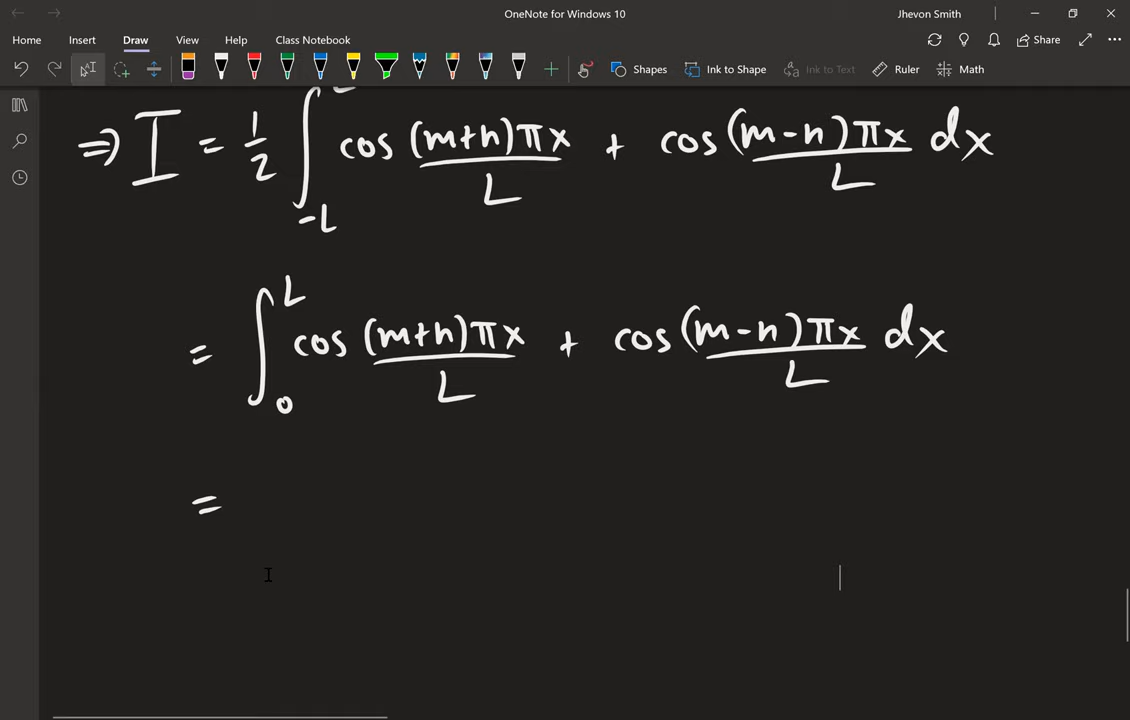 OneNote for Windows 10
Jhevon Smith
Home Insert Draw View Help Class Notebook Share
Shapes Ink to Shape Ink to Text Ruler Math
⇒ I = 1/2 ∫_{-L}^{L} cos (m+n)πx/L + cos (m-n)πx/L dx
= ∫_0^L cos (m+n)πx/L + cos (m-n)πx/L dx
=